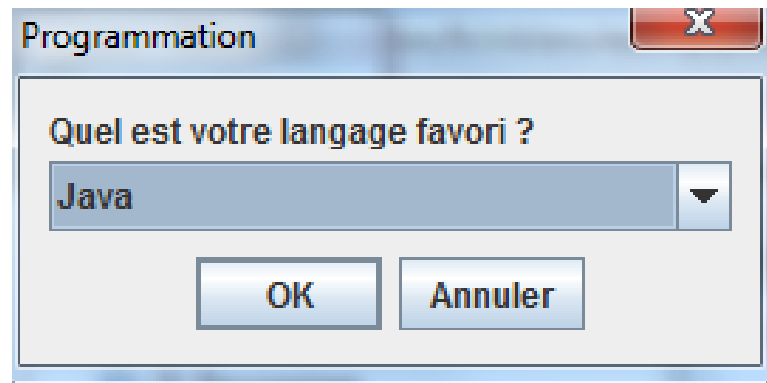 Programmation
Quel est votre langage favori ?
Java
OK
Annuler